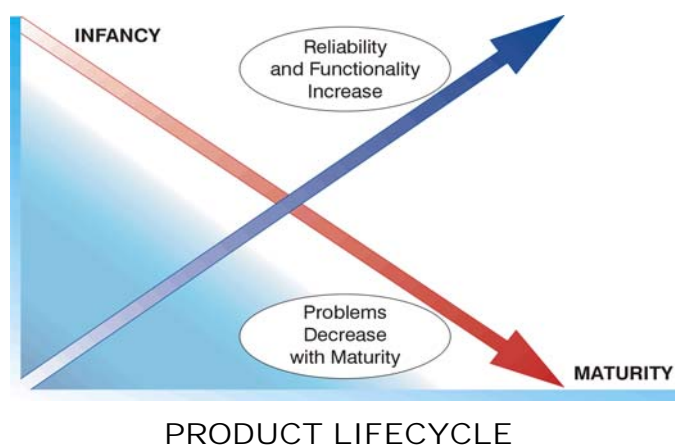 INFANCY
Reliability
and Functionality
Increase
Problems
Decrease
with Maturity
MATURITY
PRODUCT LIFECYCLE